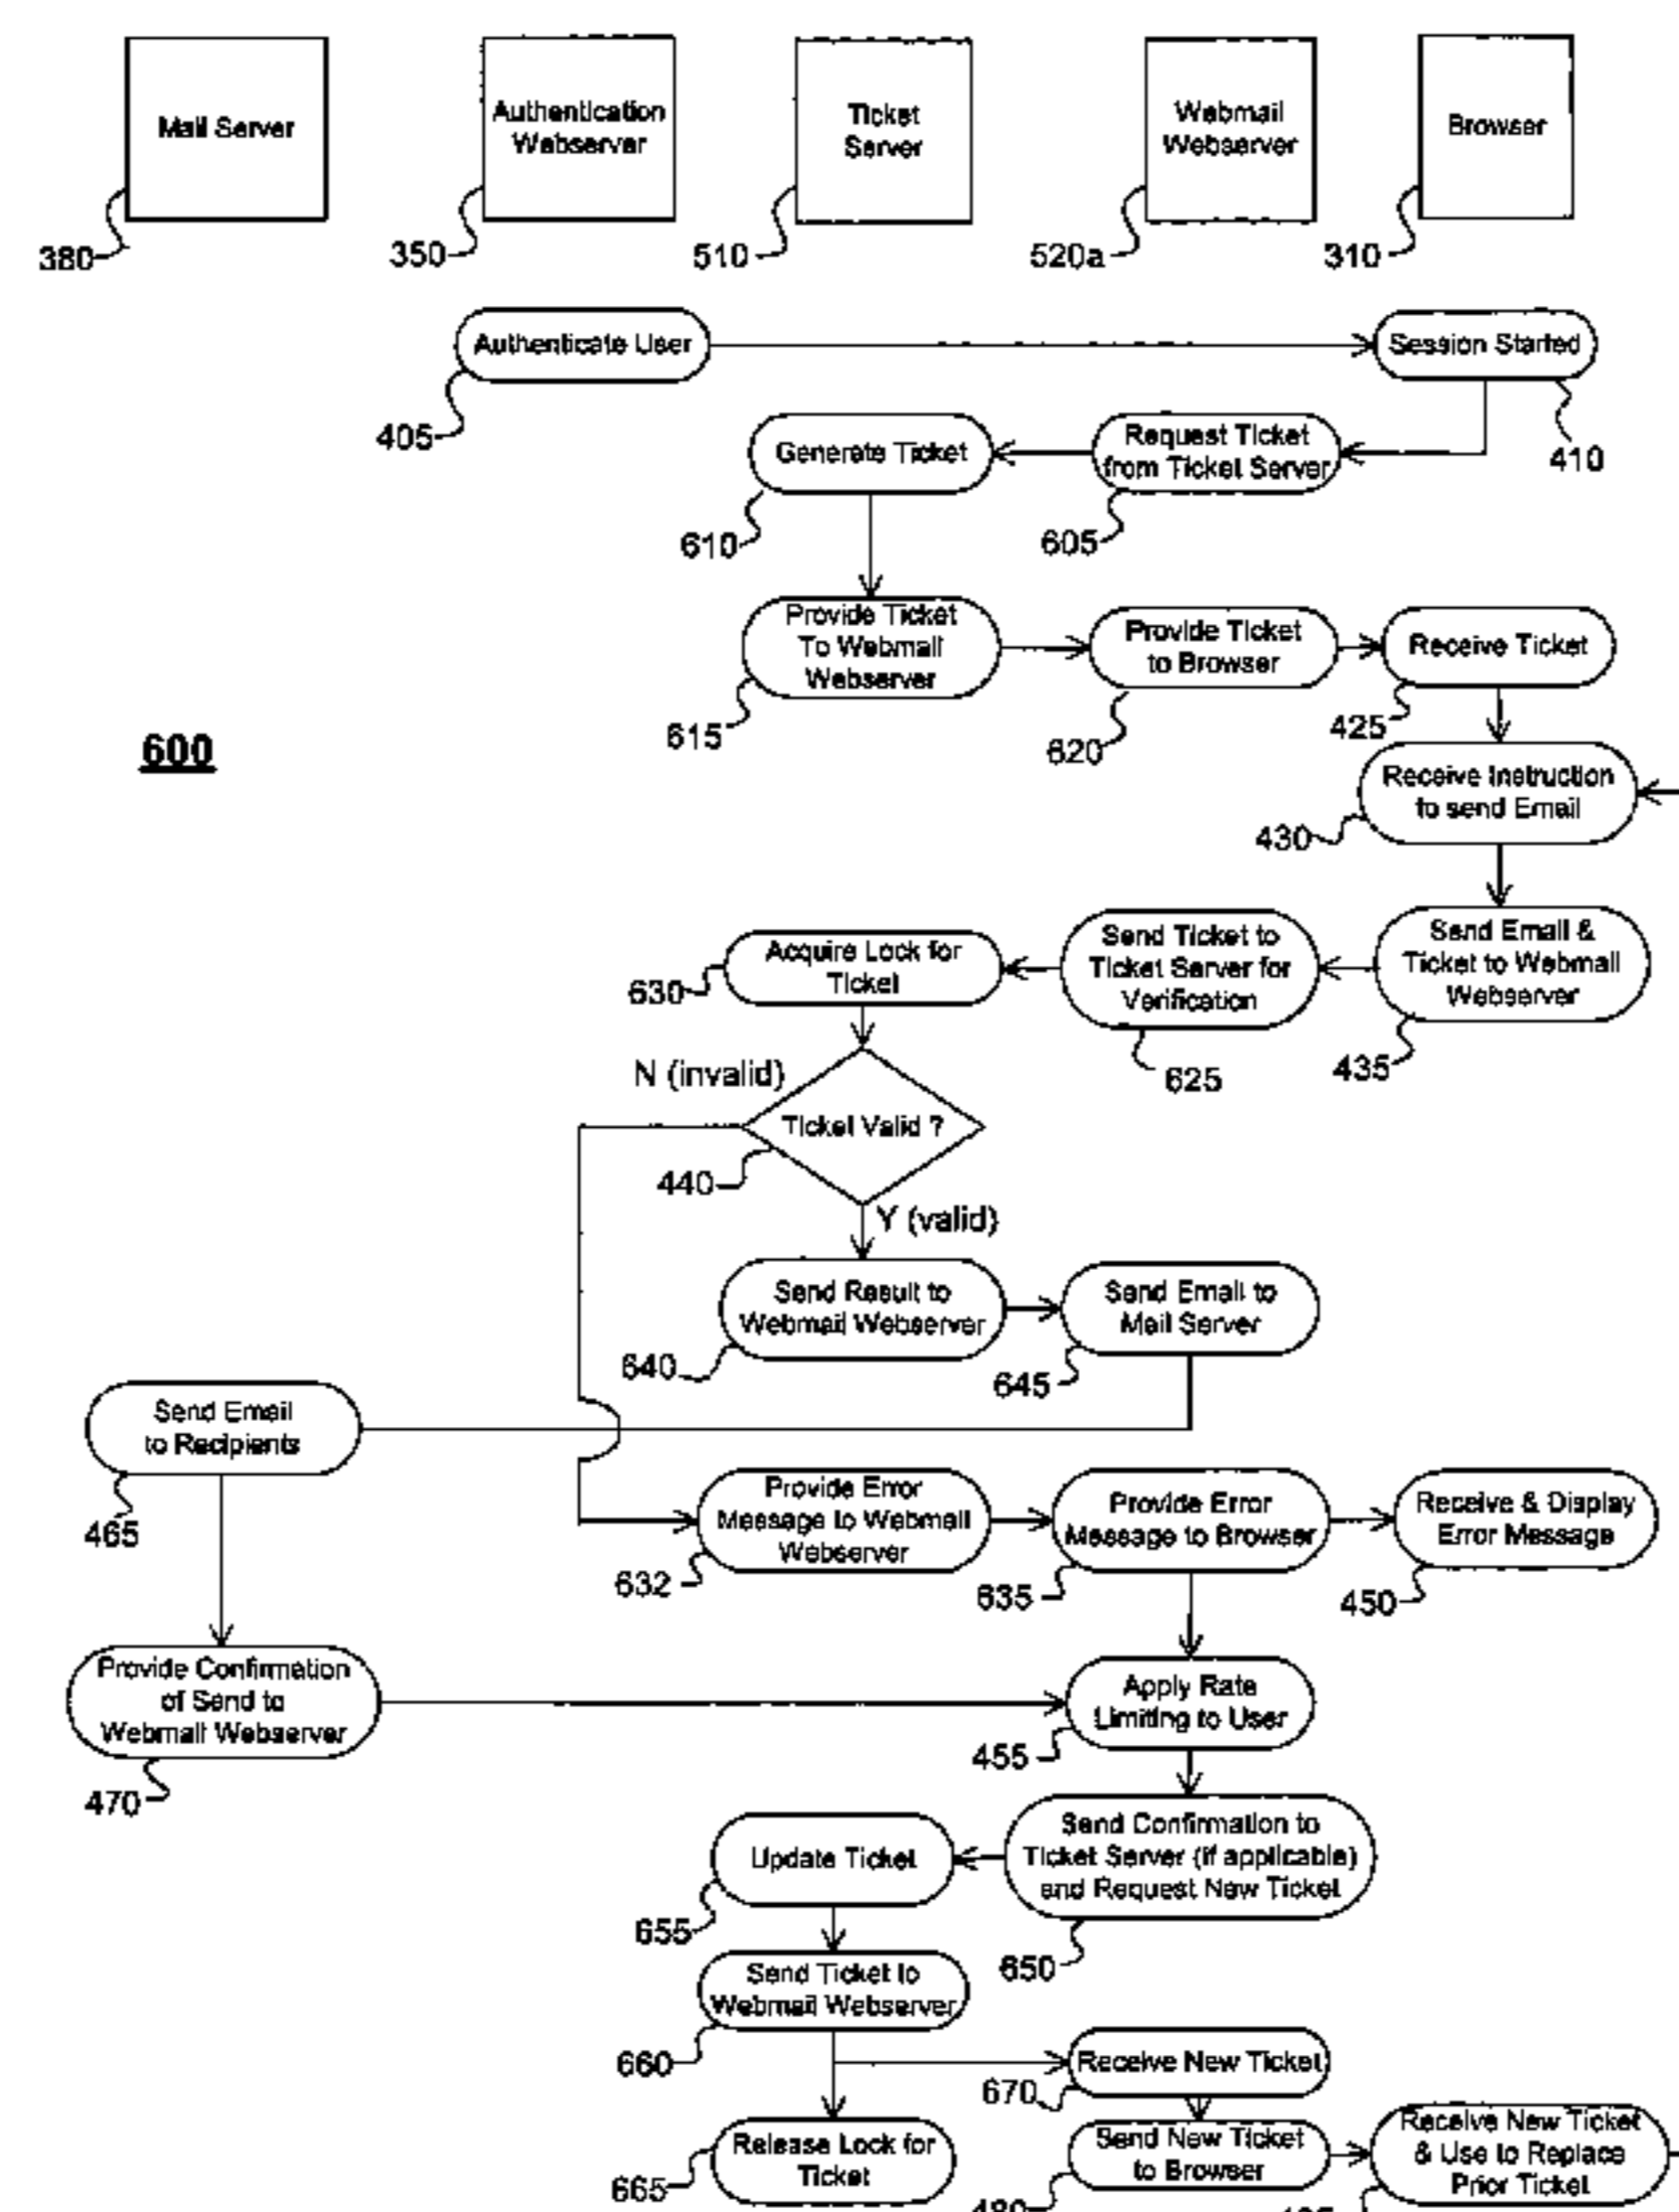 Mail Server
Authentication
Webserver
Ticket
Server
Webmail
Webserver
Browser
380
350
510
520a
310
Authenticate User
Session Started
405
410
Generate Ticket
Request Ticket
from Ticket Server
610
605
Provide Ticket
To Webmail
Webserver
Provide Ticket
to Browser
Receive Ticket
615
620
425
600
Receive Instruction
to send Email
430
Acquire Lock for
Ticket
Send Ticket to
Ticket Server for
Verification
Send Email &
Ticket to Webmail
Webserver
630
625
435
N (invalid)
Ticket Valid ?
440
Y (valid)
Send Result to
Webmail Webserver
Send Email to
Mail Server
640
645
Send Email
to Recipients
465
Provide Error
Message to Webmail
Webserver
Provide Error
Message to Browser
Receive & Display
Error Message
632
635
450
Provide Confirmation
of Send to
Webmail Webserver
Apply Rate
Limiting to User
470
455
Update Ticket
Send Confirmation to
Ticket Server (if applicable)
and Request New Ticket
655
650
Send Ticket to
Webmail Webserver
660
Receive New Ticket
670
Release Lock for
Ticket
Send New Ticket
to Browser
Receive New Ticket
& Use to Replace
Prior Ticket
665
480